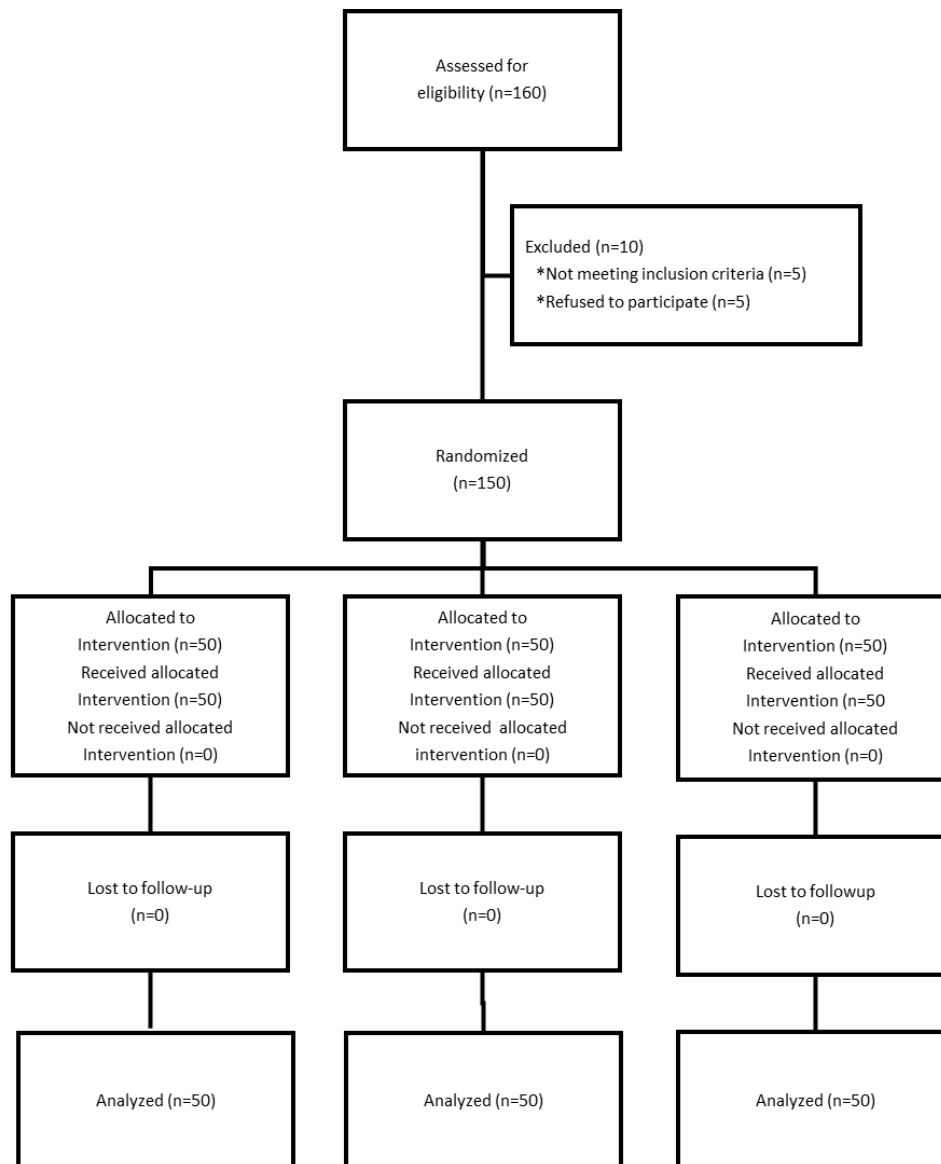 Assessed for
eligibility (n=160)
Excluded (n=10)
*Not meeting inclusion criteria (n=5)
*Refused to participate (n=5)
Randomized
(n=150)
Allocated to
Intervention (n=50)
Received allocated
Intervention (n=50)
Not received allocated
Intervention (n=0)
Allocated to
Intervention (n=50)
Received allocated
Intervention (n=50)
Not received  allocated
intervention (n=0)
Allocated to
Intervention (n=50)
Received allocated
Intervention (n=50
Not received allocated
Intervention (n=0)
Lost to follow-up
(n=0)
Lost to follow-up
(n=0)
Lost to followup
(n=0)
Analyzed (n=50)
Analyzed (n=50)
Analyzed (n=50)